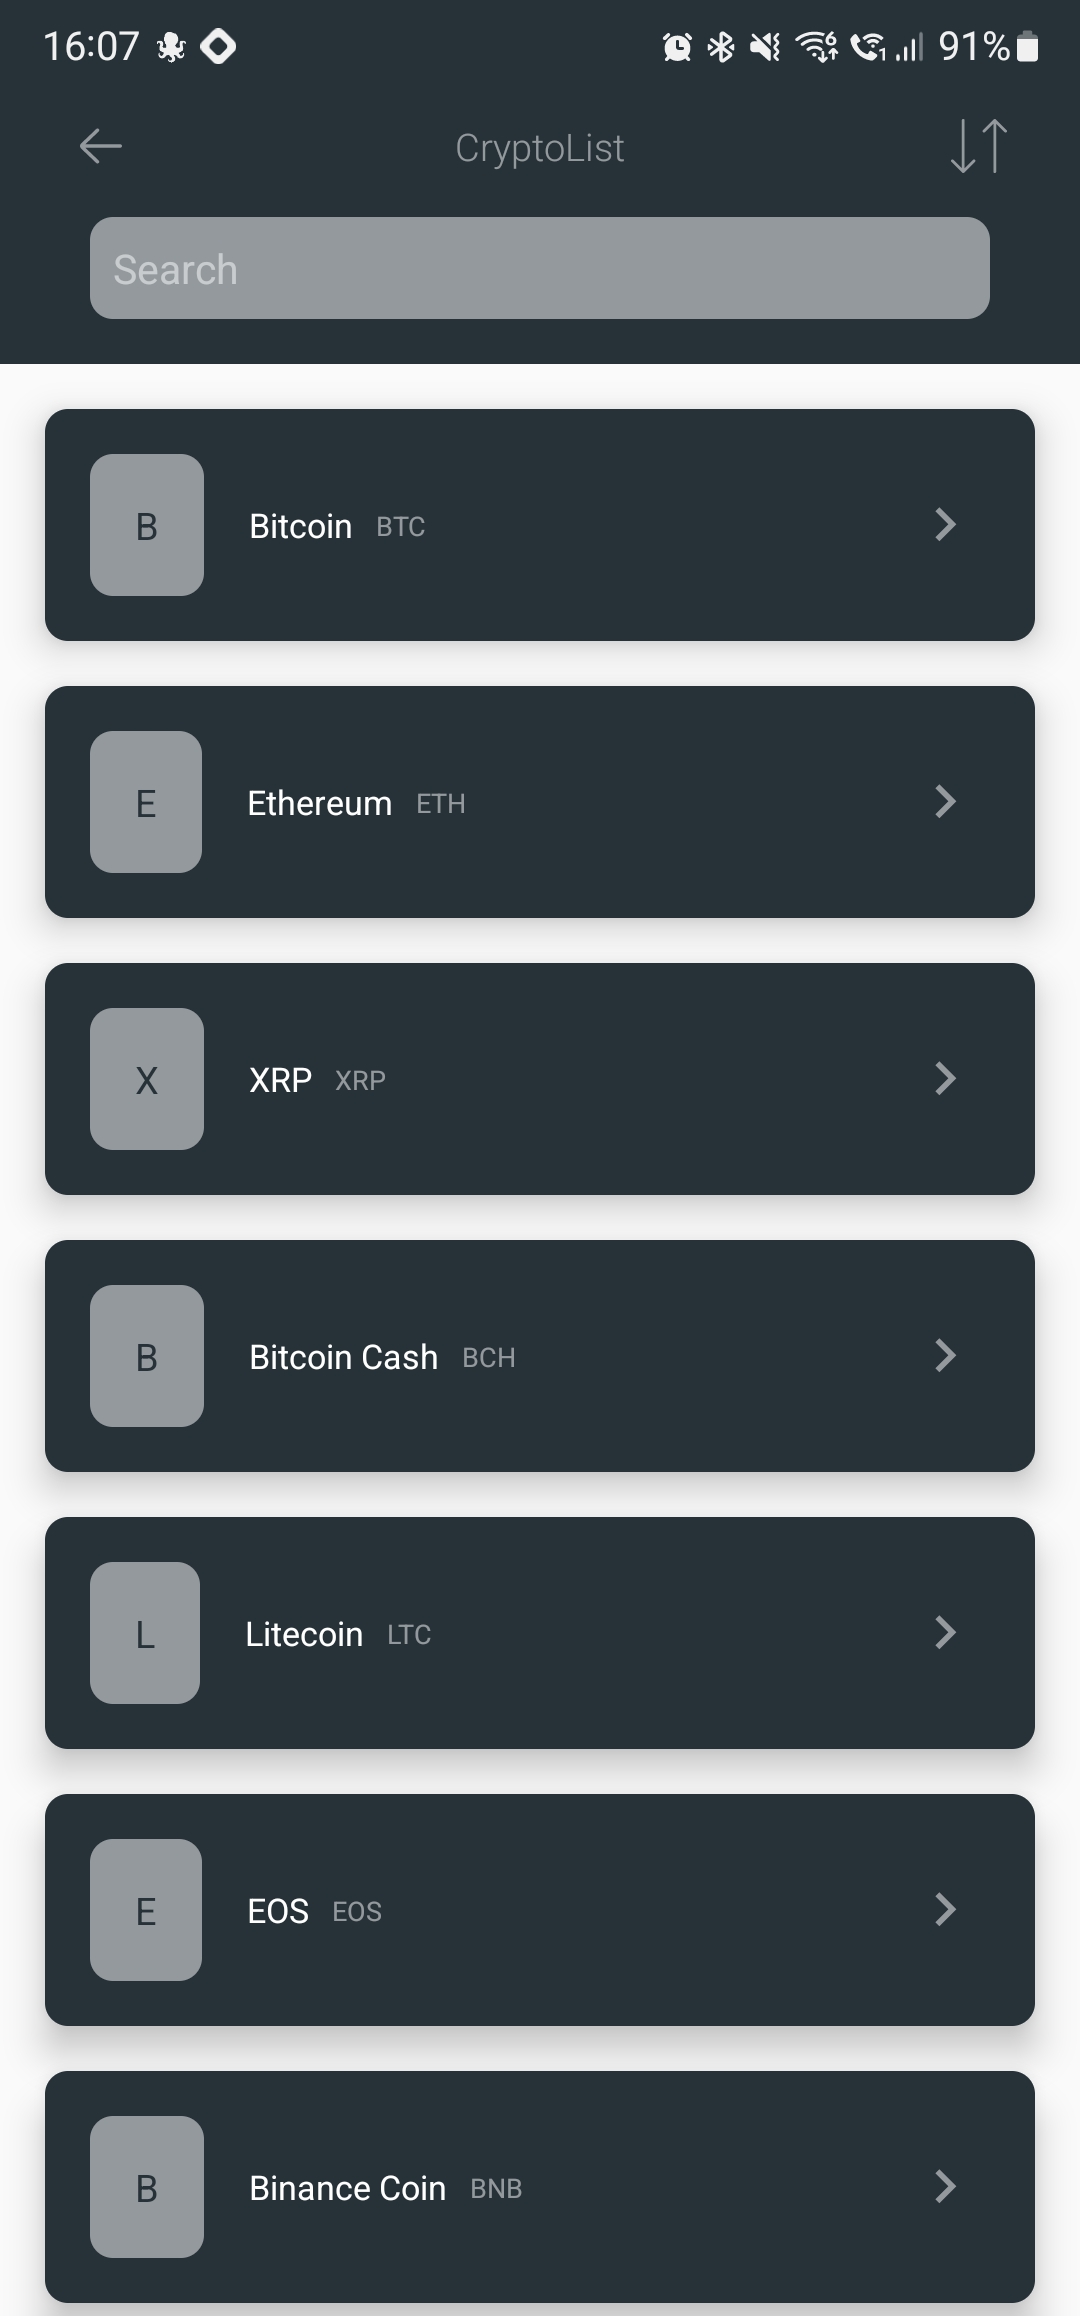 16:07 91%
CryptoList
Search
B Bitcoin BTC
E Ethereum ETH
X XRP XRP
B Bitcoin Cash BCH
L Litecoin LTC
E EOS EOS
B Binance Coin BNB